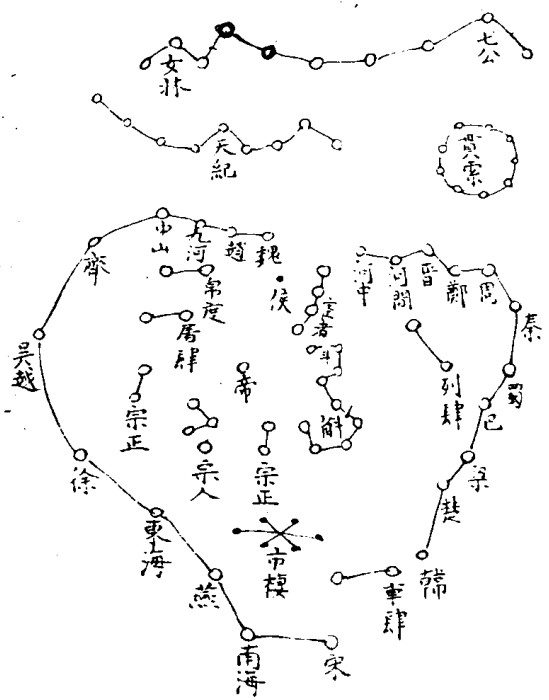 七公
女牀
天紀
貫索
中山
九河
趙
魏
河中
河間
晉
鄭
周
齊
帛度
侯
宦者
秦
屠肆
斗
吳越
帝
列肆
蜀
宗正
斛
巴
宗人
宗正
梁
徐
楚
東海
市樓
韓
燕
車肆
南海
宋